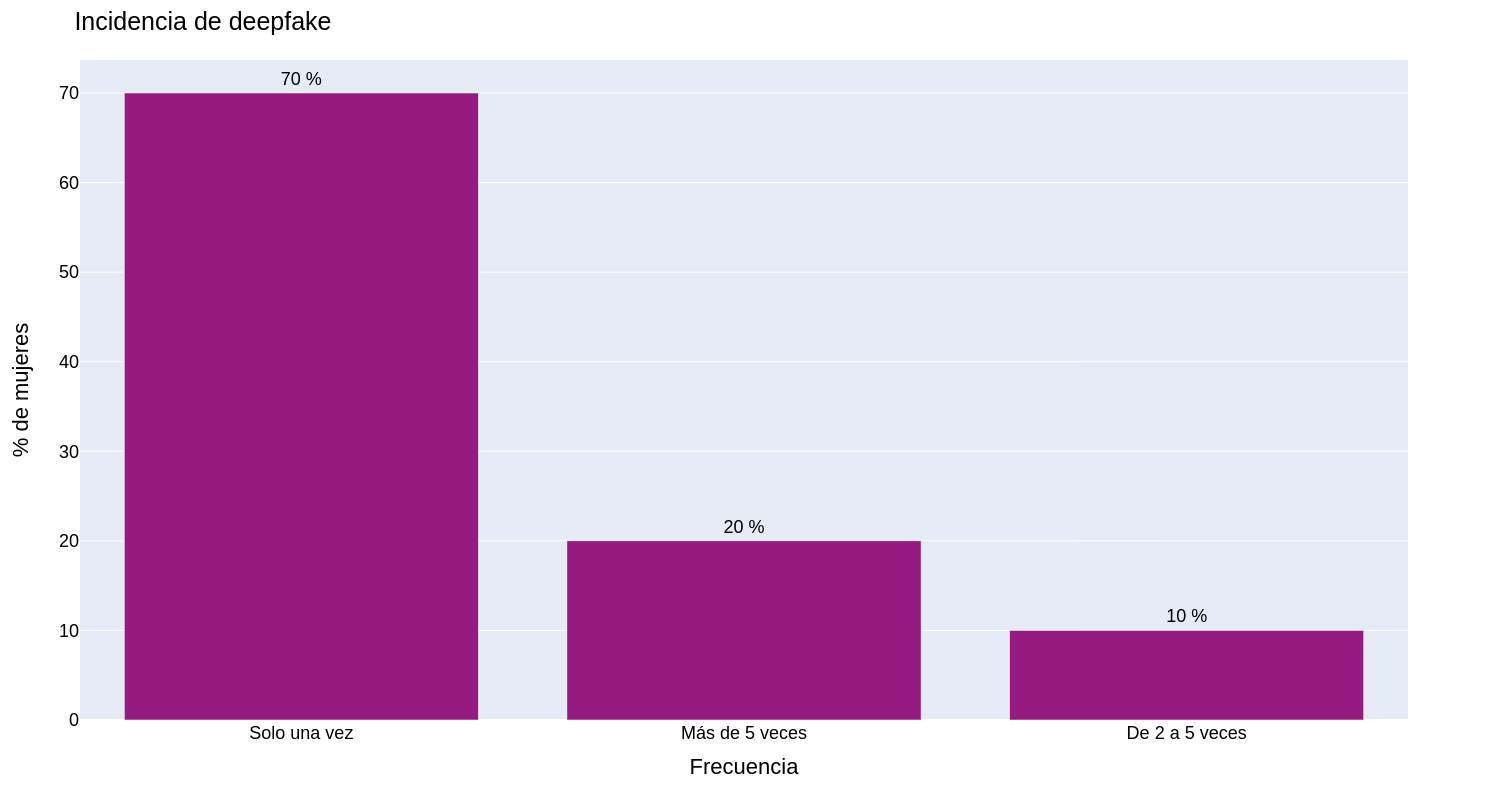 Incidencia de deepfake
70 %
20 %
10 %
70
60
50
40
30
20
10
0
% de mujeres
Solo una vez
Más de 5 veces
De 2 a 5 veces
Frecuencia